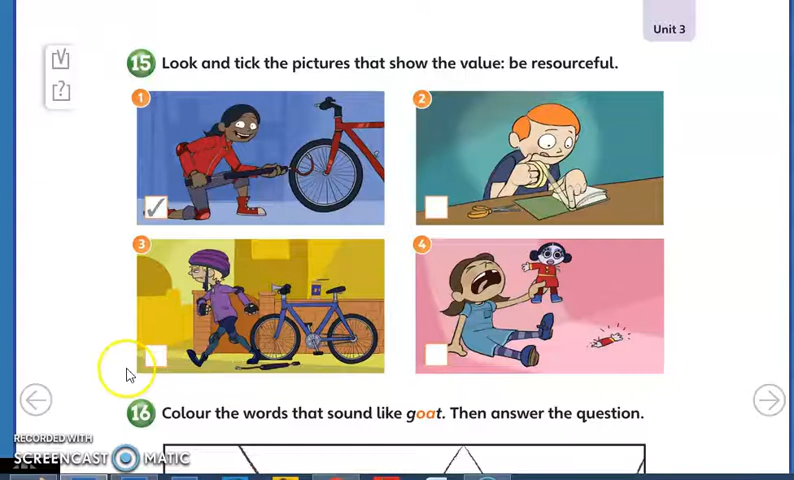 Unit 3
15 Look and tick the pictures that show the value: be resourceful.
1
2
3
4
16 Colour the words that sound like goat. Then answer the question.
RECORDED WITH
SCREENCAST MATIC